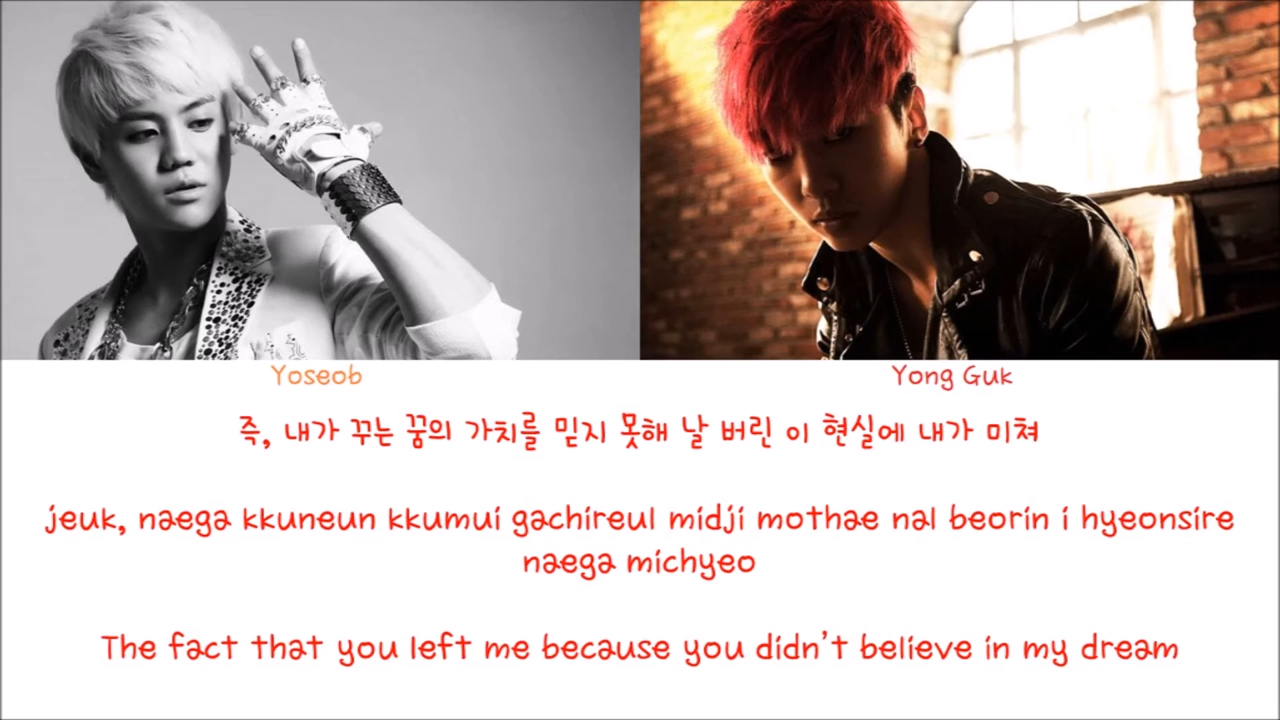 Yoseob
Yong Guk
즉, 내가 꾸는 꿈의 가치를 믿지 못해 날 버린 이 현실에 내가 미쳐
jeuk, naega kkuneun kkumui gachireul midji mothae nal beorin i hyeonsire
naega michyeo
The fact that you left me because you didn't believe in my dream